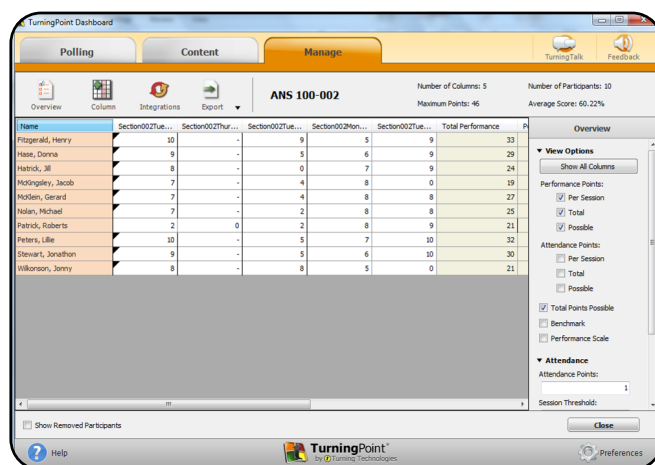 TurningPoint Dashboard
Polling
Content
Manage
TurningTalk
Feedback
Overview
Column
Integrations
Export
ANS 100-002
Number of Columns: 5
Number of Participants: 10
Maximum Points: 46
Average Score: 60.22%
Name Section002Tue... Section002Thur... Section002Tue... Section002Mon... Section002Tue... Total Performance
Fitzgerald, Henry 10 - 9 5 9 33
Hase, Donna 9 - 5 6 9 29
Hatrick, Jill 8 - 0 7 9 24
McKingsley, Jacob 7 - 4 8 0 19
McKlein, Gerard 7 - 4 8 8 27
Nolan, Michael 7 - 2 8 8 25
Patrick, Roberts 2 0 2 8 9 21
Peters, Lillie 10 - 5 7 10 32
Stewart, Jonathon 9 - 5 6 10 30
Wilkonson, Jonny 8 - 8 5 0 21
Overview
View Options
Show All Columns
Performance Points:
Per Session
Total
Possible
Attendance Points:
Per Session
Total
Possible
Total Points Possible
Benchmark
Performance Scale
Attendance
Attendance Points:
1
Session Threshold:
Show Removed Participants
Close
Help
TurningPoint
by Turning Technologies
Preferences